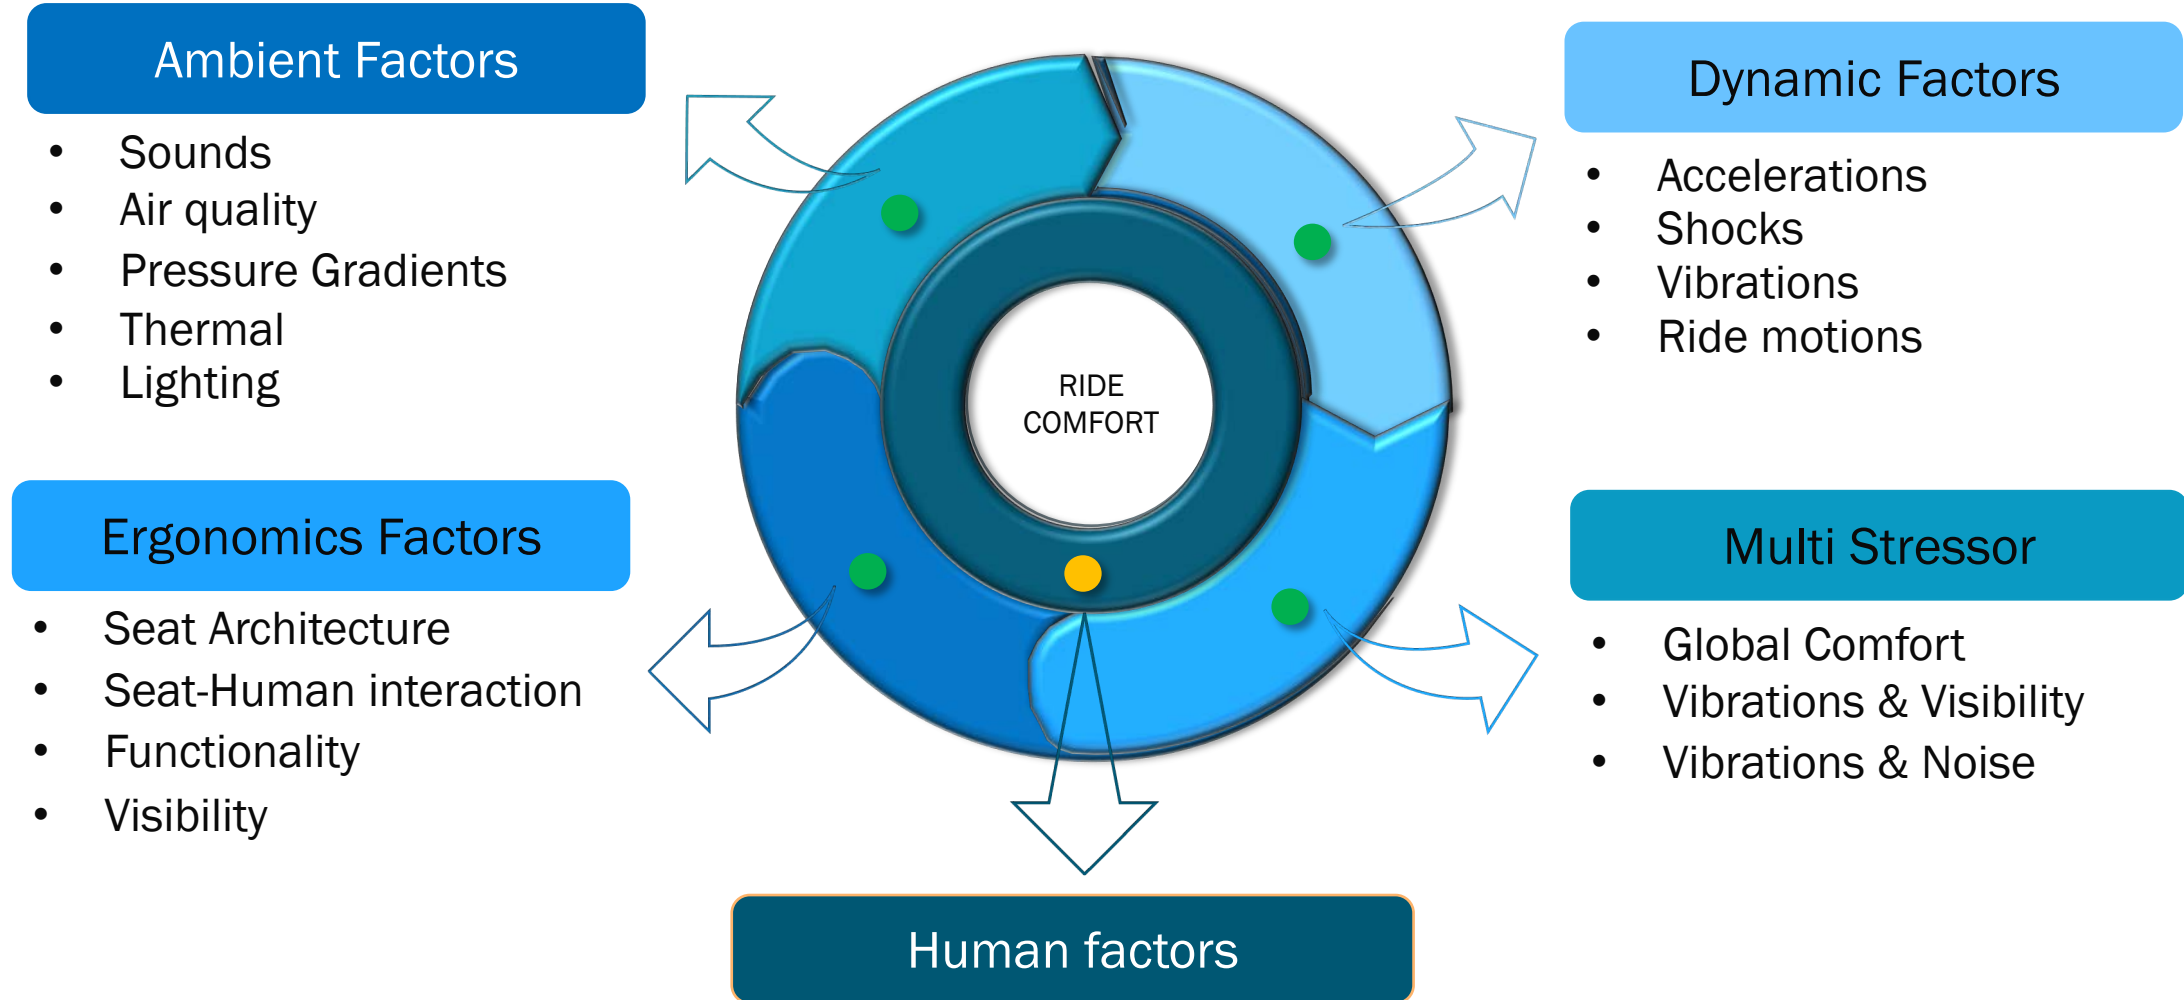 Ambient Factors
• Sounds
• Air quality
• Pressure Gradients
• Thermal
• Lighting
Dynamic Factors
• Accelerations
• Shocks
• Vibrations
• Ride motions
RIDE
COMFORT
Ergonomics Factors
• Seat Architecture
• Seat-Human interaction
• Functionality
• Visibility
Multi Stressor
• Global Comfort
• Vibrations & Visibility
• Vibrations & Noise
Human factors